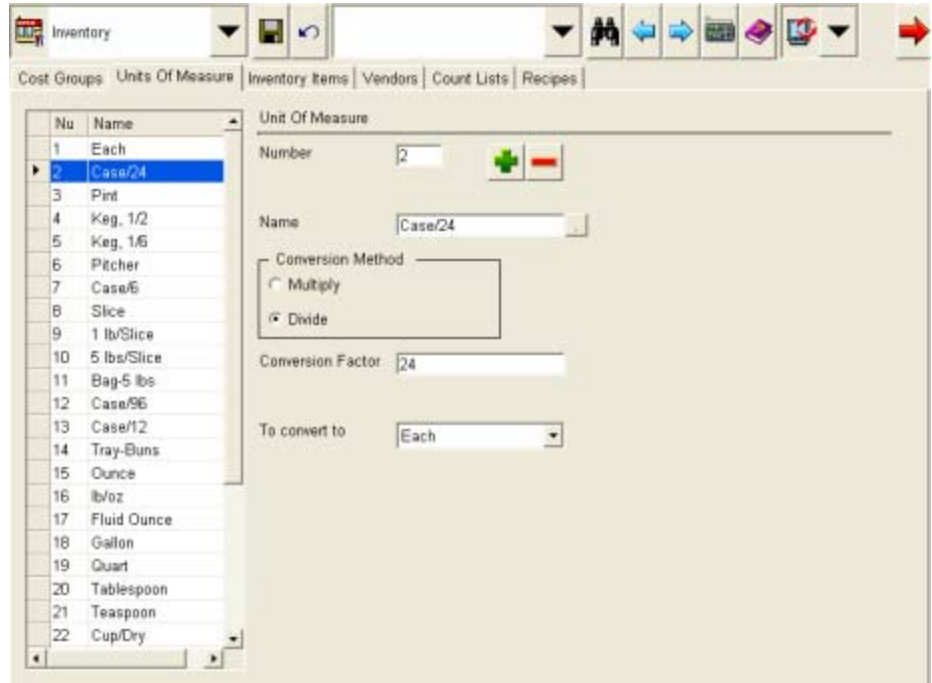 Inventory
Cost Groups Units Of Measure Inventory Items Vendors Count Lists Recipes
Nu Name
1 Each
2 Case/24
3 Pint
4 Keg, 1/2
5 Keg, 1/6
6 Pitcher
7 Case/6
8 Slice
9 1 lb/Slice
10 5 lbs/Slice
11 Bag-5 lbs
12 Case/96
13 Case/12
14 Tray-Buns
15 Ounce
16 lb/oz
17 Fluid Ounce
18 Gallon
19 Quart
20 Tablespoon
21 Teaspoon
22 Cup/Dry
Unit Of Measure
Number 2
Name Case/24 .
Conversion Method
Multiply
Divide
Conversion Factor 24
To convert to Each